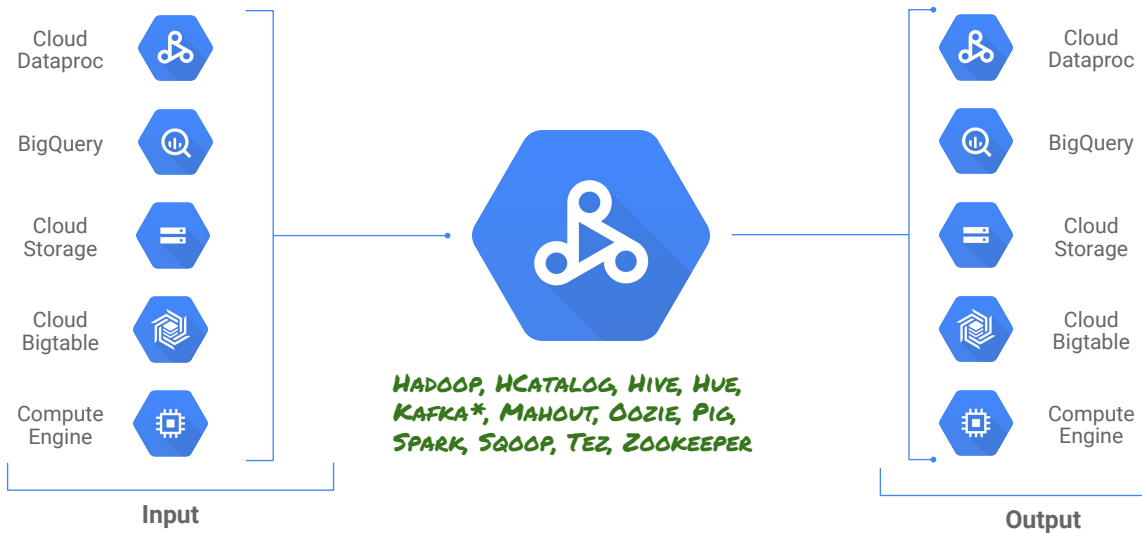 Cloud
Dataproc
BigQuery
Cloud
Storage
Cloud
Bigtable
Compute
Engine
Input
HADOOP, HCATALOG, HIVE, HUE,
KAFKA*, MAHOUT, OOZIE, PIG,
SPARK, SQOOP, TEZ, ZOOKEEPER
Cloud
Dataproc
BigQuery
Cloud
Storage
Cloud
Bigtable
Compute
Engine
Output